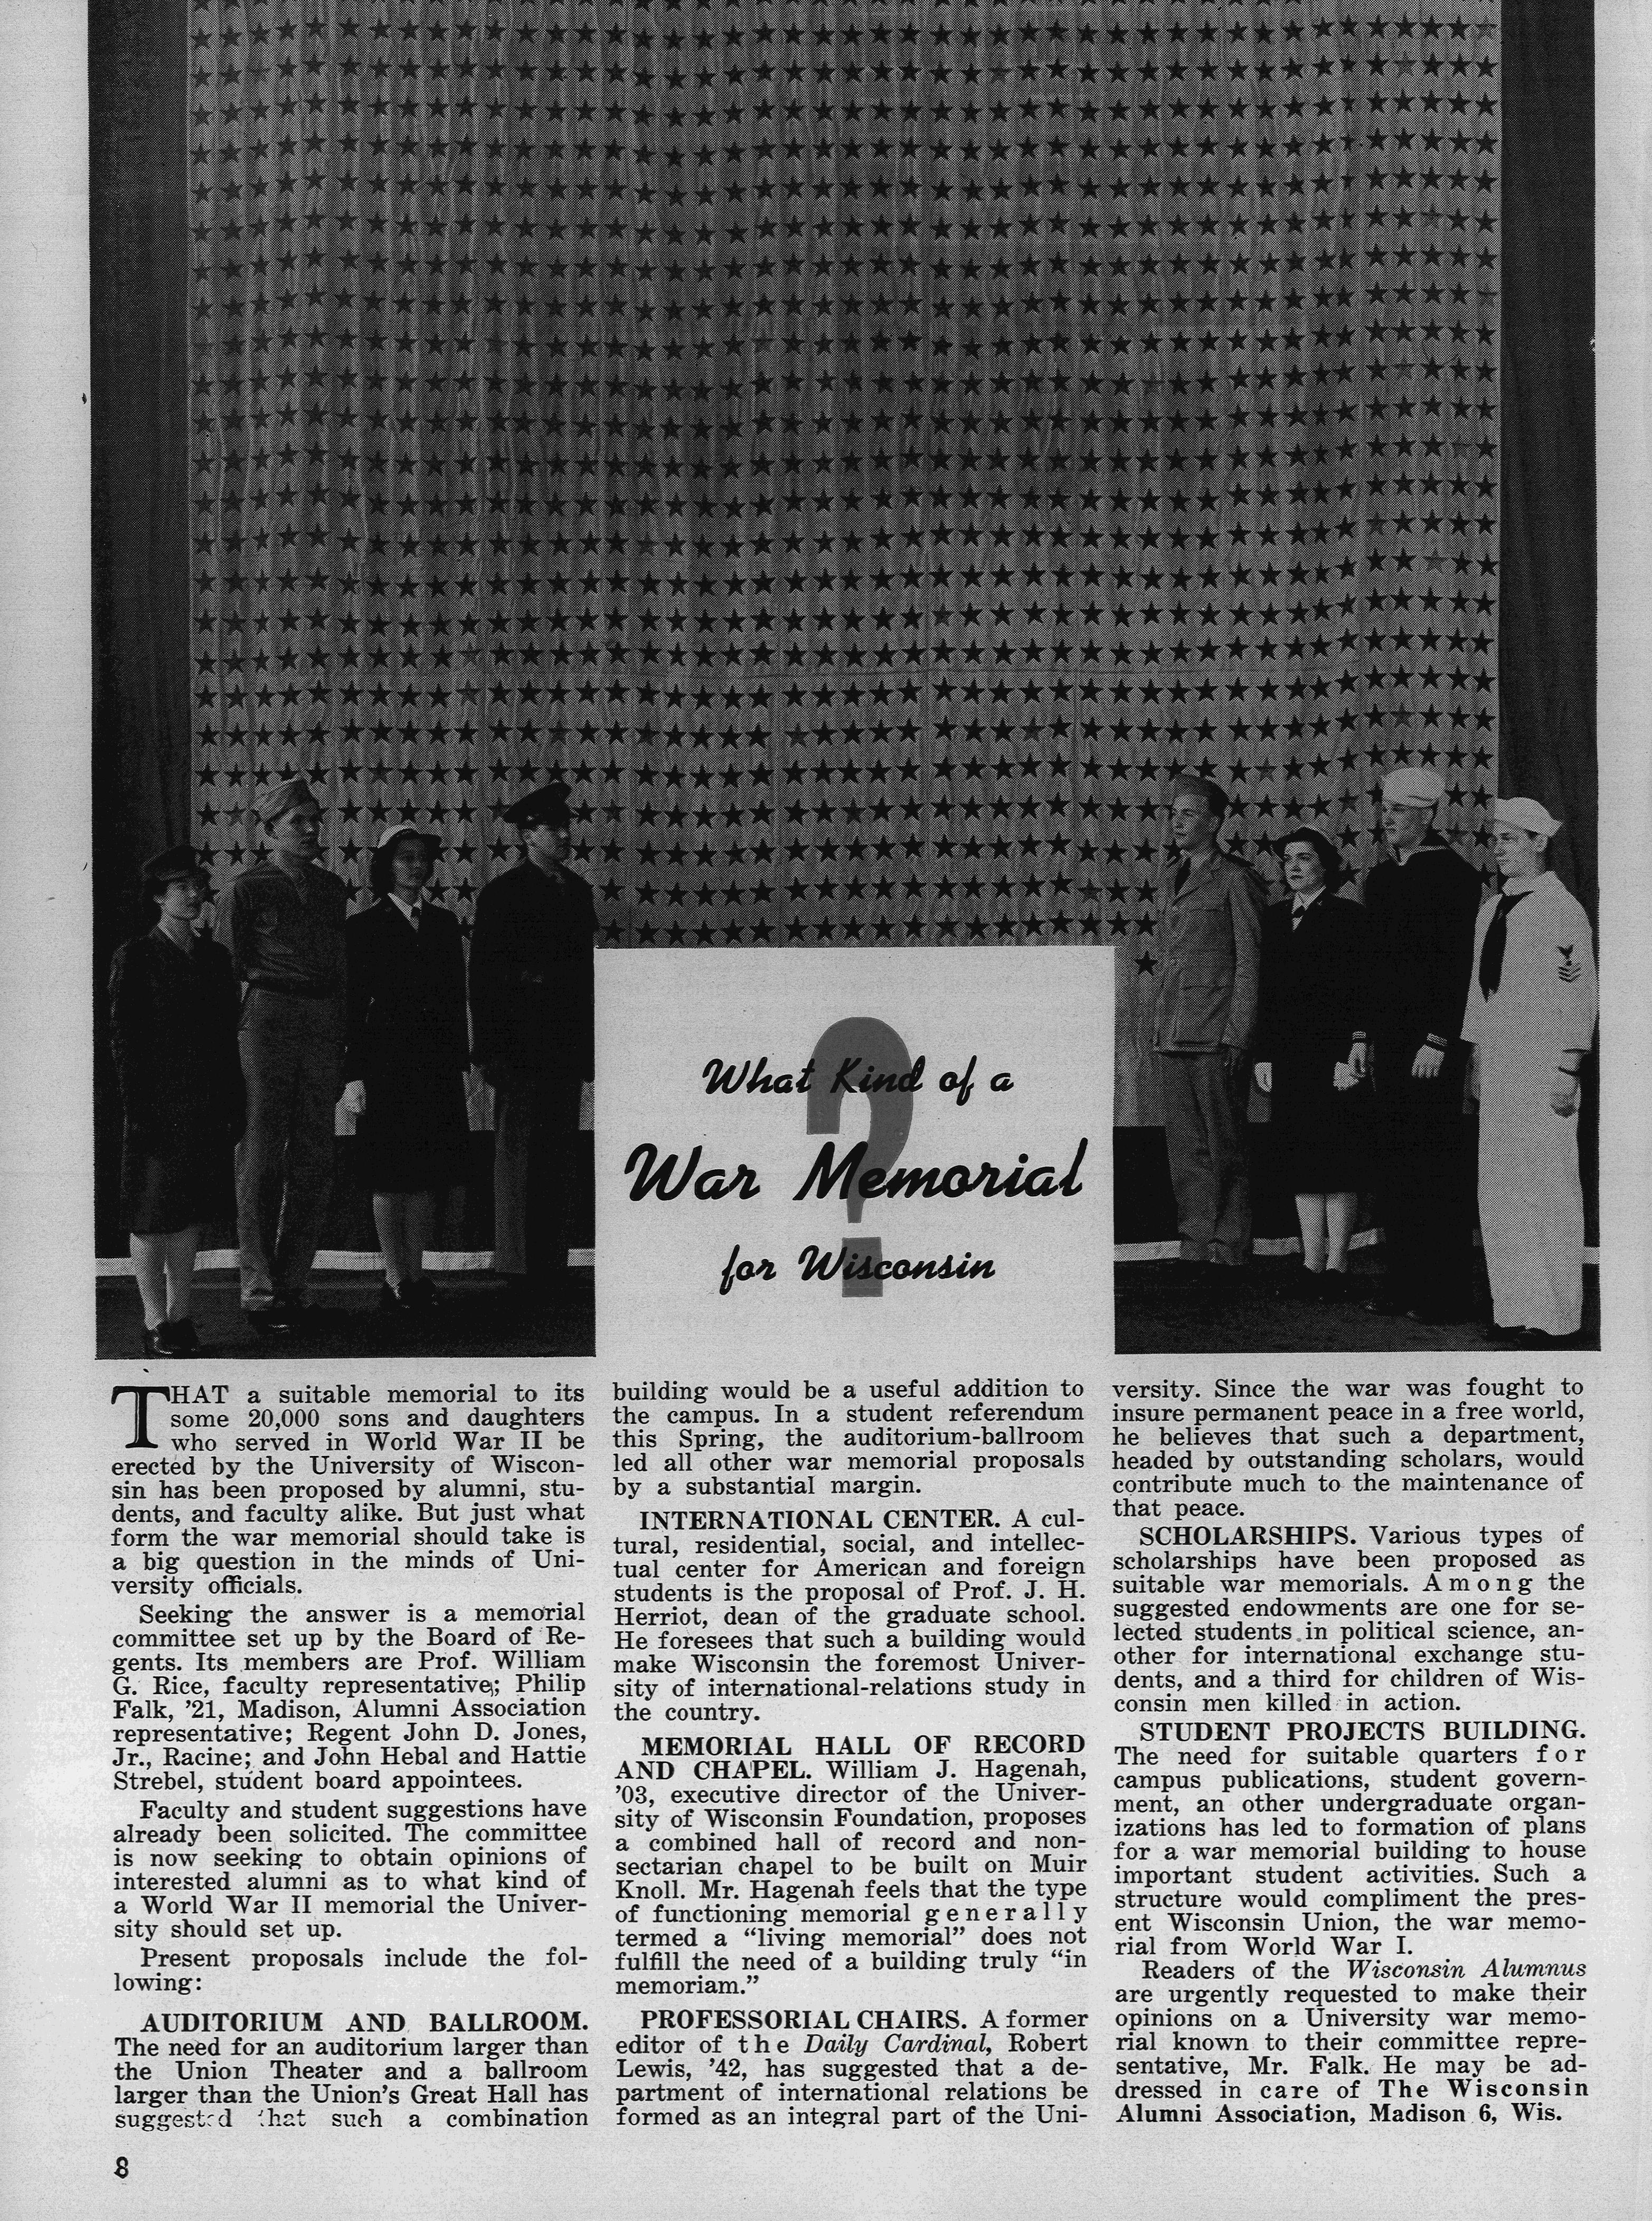 What Kind of a
War Memorial
for Wisconsin
?
THAT a suitable memorial to its
some 20,000 sons and daughters
who served in World War II be
erected by the University of Wiscon-
sin has been proposed by alumni, stu-
dents, and faculty alike. But just what
form the war memorial should take is
a big question in the minds of Uni-
versity officials.
Seeking the answer is a memorial
committee set up by the Board of Re-
gents. Its members are Prof. William
G. Rice, faculty representative; Philip
Falk, '21, Madison, Alumni Association
representative; Regent John D. Jones,
Jr., Racine; and John Hebal and Hattie
Strebel, student board appointees.
Faculty and student suggestions have
already been solicited. The committee
is now seeking to obtain opinions of
interested alumni as to what kind of
a World War II memorial the Univer-
sity should set up.
Present proposals include the fol-
lowing:
AUDITORIUM AND BALLROOM.
The need for an auditorium larger than
the Union Theater and a ballroom
larger than the Union's Great Hall has
suggested that such a combination
building would be a useful addition to
the campus. In a student referendum
this Spring, the auditorium-ballroom
led all other war memorial proposals
by a substantial margin.
INTERNATIONAL CENTER. A cul-
tural, residential, social, and intellec-
tual center for American and foreign
students is the proposal of Prof. J. H.
Herriot, dean of the graduate school.
He foresees that such a building would
make Wisconsin the foremost Univer-
sity of international-relations study in
the country.
MEMORIAL HALL OF RECORD
AND CHAPEL. William J. Hagenah,
'03, executive director of the Univer-
sity of Wisconsin Foundation, proposes
a combined hall of record and non-
sectarian chapel to be built on Muir
Knoll. Mr. Hagenah feels that the type
of functioning memorial generally
termed a "living memorial" does not
fulfill the need of a building truly "in
memoriam."
PROFESSORIAL CHAIRS. A former
editor of the Daily Cardinal, Robert
Lewis, '42, has suggested that a de-
partment of international relations be
formed as an integral part of the Uni-
versity. Since the war was fought to
insure permanent peace in a free world,
he believes that such a department,
headed by outstanding scholars, would
contribute much to the maintenance of
that peace.
SCHOLARSHIPS. Various types of
scholarships have been proposed as
suitable war memorials. Among the
suggested endowments are one for se-
lected students in political science, an-
other for international exchange stu-
dents, and a third for children of Wis-
consin men killed in action.
STUDENT PROJECTS BUILDING.
The need for suitable quarters for
campus publications, student govern-
ment, an other undergraduate organ-
izations has led to formation of plans
for a war memorial building to house
important student activities. Such a
structure would compliment the pres-
ent Wisconsin Union, the war memo-
rial from World War I.
Readers of the Wisconsin Alumnus
are urgently requested to make their
opinions on a University war memo-
rial known to their committee repre-
sentative, Mr. Falk. He may be ad-
dressed in care of The Wisconsin
Alumni Association, Madison 6, Wis.
8